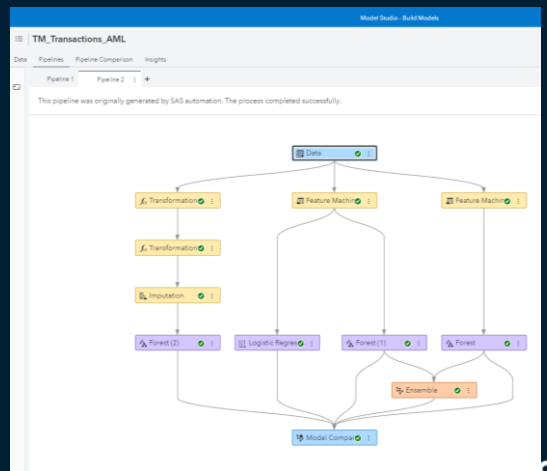 Model Studio - Build Models
TM_Transactions_AML
Data Pipelines Pipeline Comparison Insights
Pipeline 1 Pipeline 2 +
This pipeline was originally generated by SAS automation. The process completed successfully.
Data
Transformation Feature Machin Feature Machin
Transformation
Imputation
Forest (2) Logistic Regres Forest (1) Forest
Ensemble
Model Compar